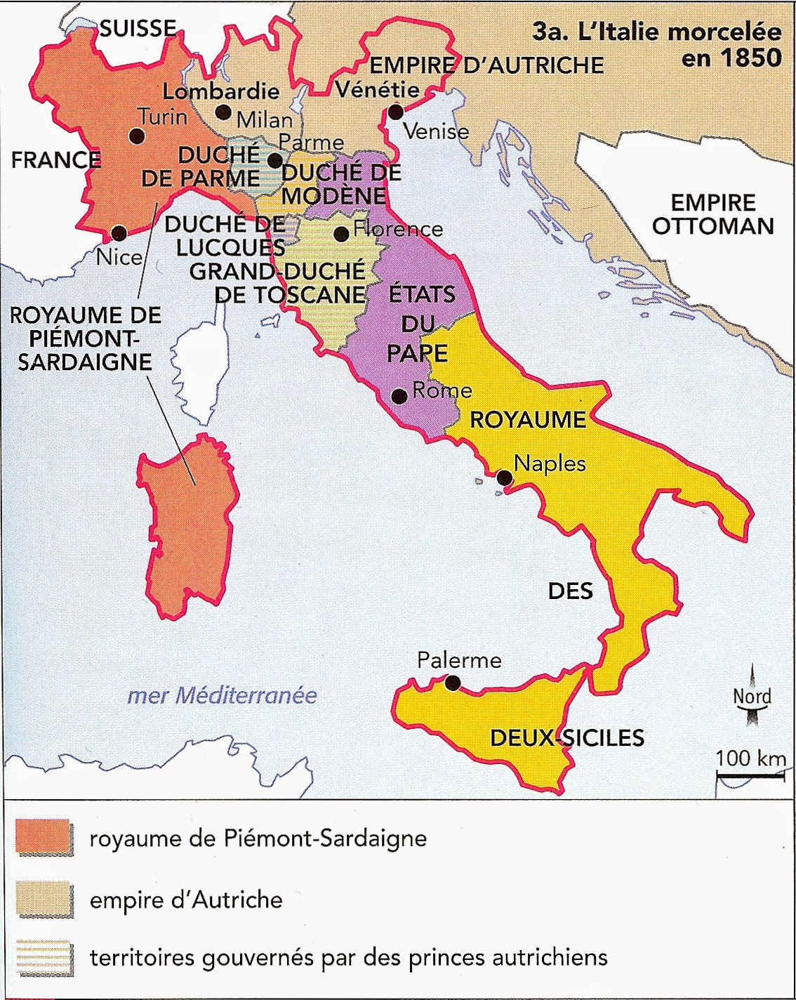 SUISSE
3a. L'Italie morcelée
en 1850
EMPIRE D'AUTRICHE
Lombardie
Vénétie
Turin
Milan
Venise
Parme
FRANCE
DUCHÉ
DE PARME
DUCHÉ DE
MODÈNE
EMPIRE
OTTOMAN
DUCHÉ DE
LUCQUES
Florence
Nice
GRAND-DUCHÉ
DE TOSCANE
ÉTATS
DU
PAPE
ROYAUME DE
PIÉMONT-
SARDAIGNE
Rome
ROYAUME
Naples
DES
Palerme
mer Méditerranée
Nord
DEUX-SICILES
100 km
royaume de Piémont-Sardaigne
empire d'Autriche
territoires gouvernés par des princes autrichiens